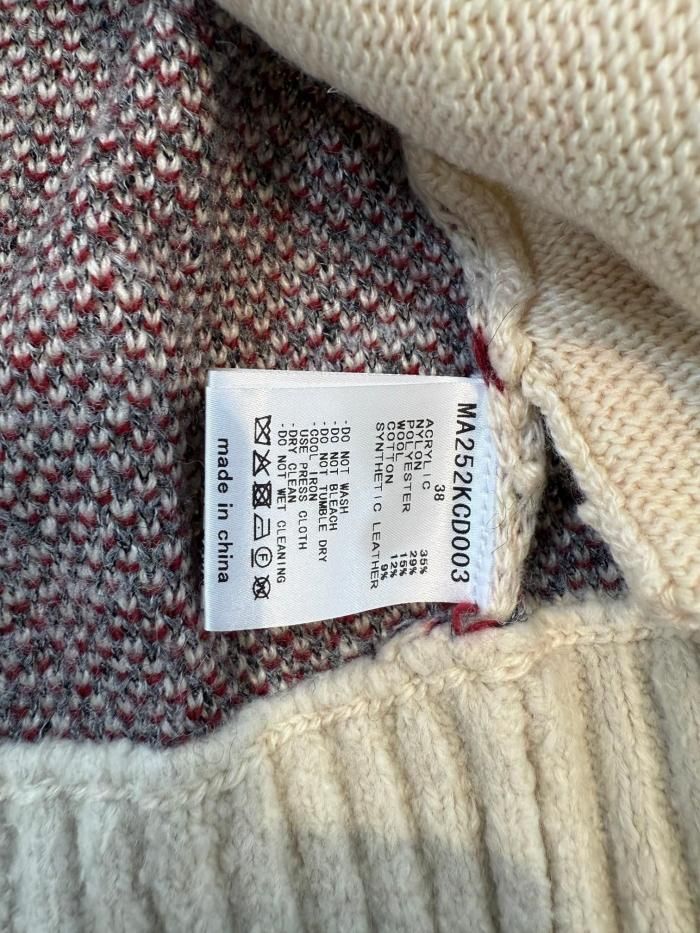 MA252KCD003
38
ACRYLIC 35%
NYLON 29%
POLYESTER 15%
WOOL 12%
COTTON 9%
SYNTHETIC LEATHER
-DO NOT WASH
-DO NOT BLEACH
-DO NOT TUMBLE DRY
-COOL IRON
USE PRESS CLOTH
-DRY CLEAN
-DO NOT WET CLEANING
made in china